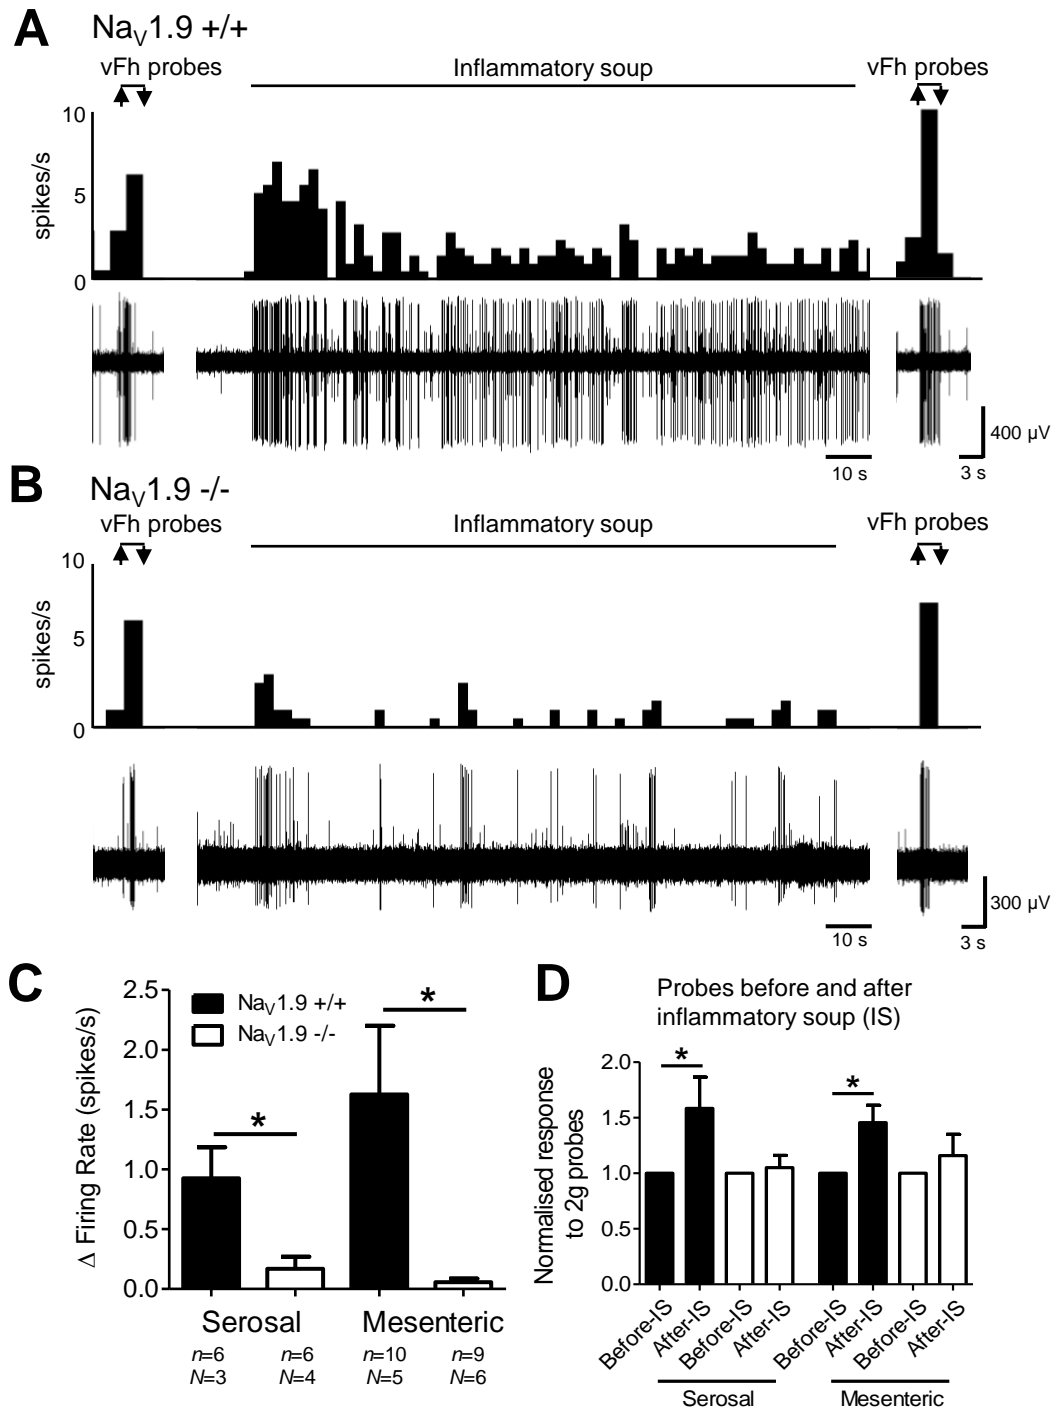 A
NaV1.9 +/+
vFh probes
Inflammatory soup
vFh probes
10
spikes/s
5
0
400 µV
10 s
3 s
B
NaV1.9 -/-
vFh probes
Inflammatory soup
vFh probes
10
spikes/s
5
0
300 µV
10 s
3 s
C
2.5
2.0
1.5
1.0
0.5
0.0
Δ Firing Rate (spikes/s)
NaV1.9 +/+
NaV1.9 -/-
*
*
Serosal
Mesenteric
n=6
n=6
n=10
n=9
N=3
N=4
N=5
N=6
D
Probes before and after
inflammatory soup (IS)
2.0
1.5
1.0
0.5
0.0
Normalised response
to 2g probes
*
*
Before-IS
After-IS
Before-IS
After-IS
Before-IS
After-IS
Before-IS
After-IS
Serosal
Mesenteric